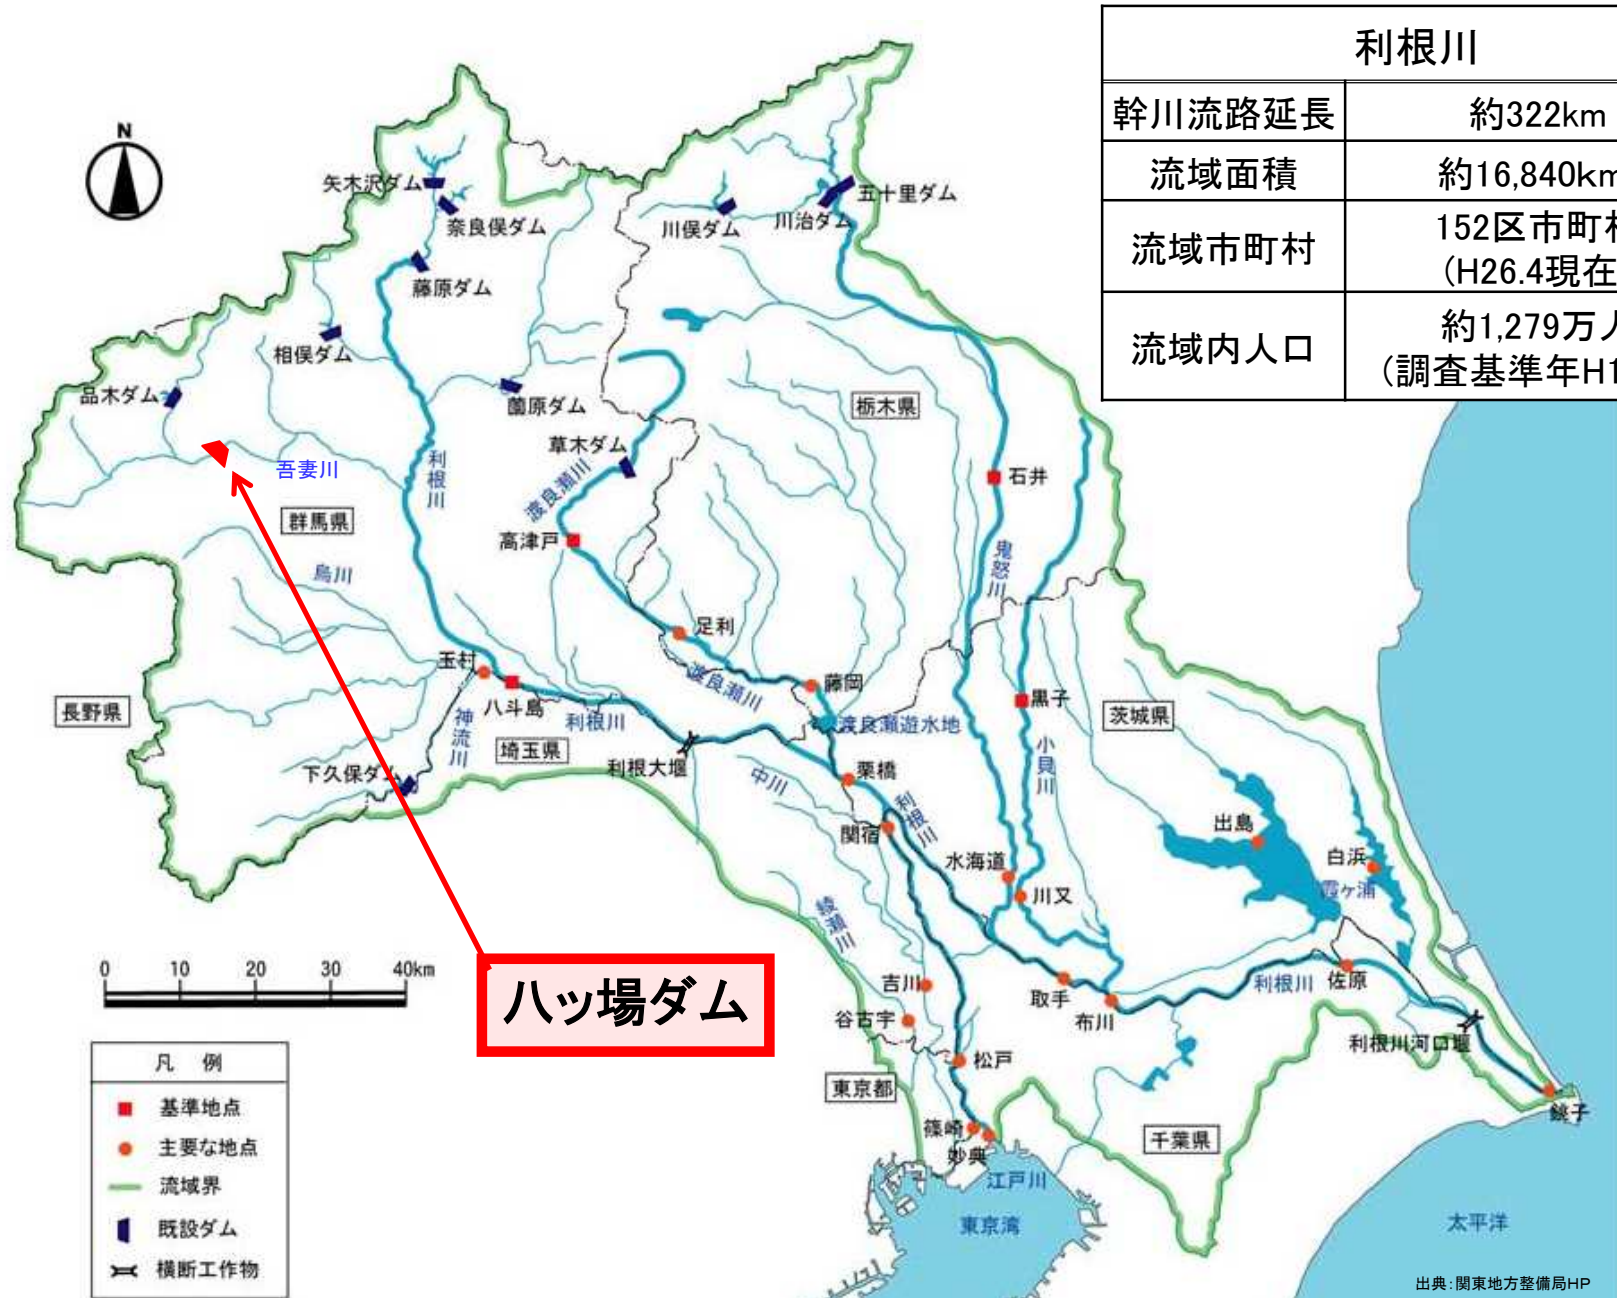 利根川
幹川流路延長
約322km
流域面積
約16,840km
流域市町村
152区市町村
(H26.4現在
流域内人口
約1,279万人
(調査基準年H1
N
矢木沢ダム
奈良俣ダム
藤原ダム
相俣ダム
品木ダム
薗原ダム
草木ダム
川俣ダム
川治ダム
五十里ダム
栃木県
吾妻川
利根川
渡良瀬川
群馬県
高津戸
石井
鬼怒川
烏川
足利
玉村
八斗島
渡良瀬川
藤岡
黒子
茨城県
長野県
神流川
利根川
埼玉県
渡良瀬遊水地
小貝川
下久保ダム
利根大堰
中川
栗橋
利根川
関宿
出島
水海道
白浜
川又
霞ヶ浦
綾瀬川
0 10 20 30 40km
八ッ場ダム
吉川
谷古宇
取手
布川
利根川
佐原
利根川河口堰
松戸
東京都
銚子
篠崎
妙典
千葉県
江戸川
東京湾
太平洋
凡 例
基準地点
主要な地点
流域界
既設ダム
横断工作物
出典:関東地方整備局HP